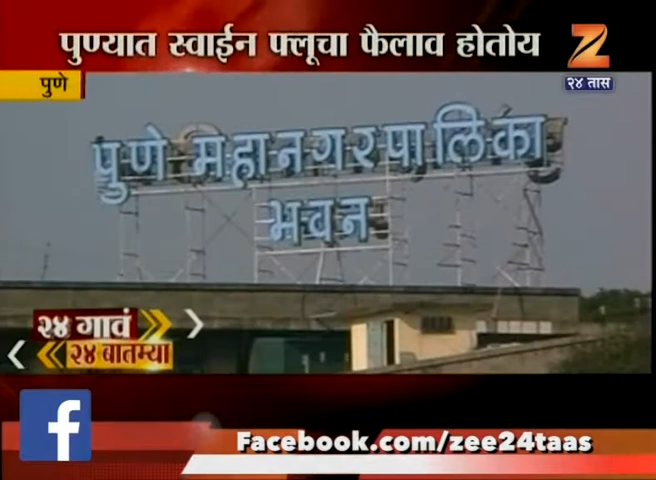 पुण्यात स्वाईन फ्लूचा फैलाव होतोय
२४ तास
पुणे
पुणे महानगरपालिका
भवन
२४ गावं
२४ बातम्या
Facebook.com/zee24taas